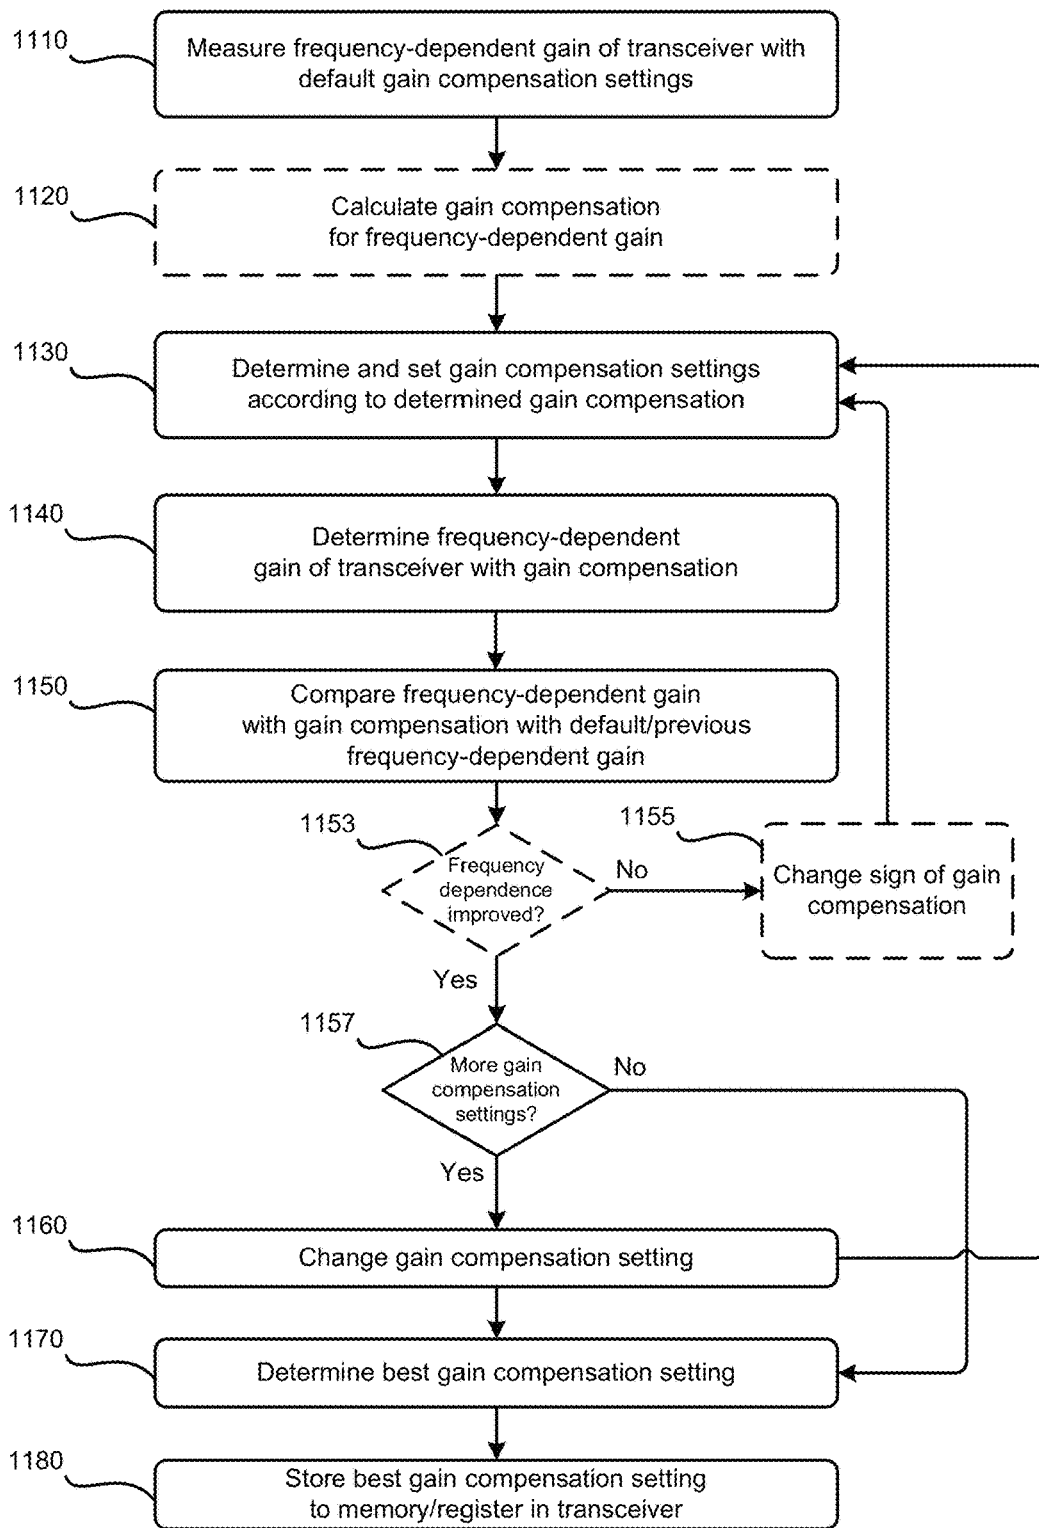 1110
Measure frequency-dependent gain of transceiver with
default gain compensation settings
1120
Calculate gain compensation
for frequency-dependent gain
1130
Determine and set gain compensation settings
according to determined gain compensation
1140
Determine frequency-dependent
gain of transceiver with gain compensation
1150
Compare frequency-dependent gain
with gain compensation with default/previous
frequency-dependent gain
1153
Frequency
dependence
improved?
No
1155
Change sign of gain
compensation
Yes
1157
More gain
compensation
settings?
No
Yes
1160
Change gain compensation setting
1170
Determine best gain compensation setting
1180
Store best gain compensation setting
to memory/register in transceiver